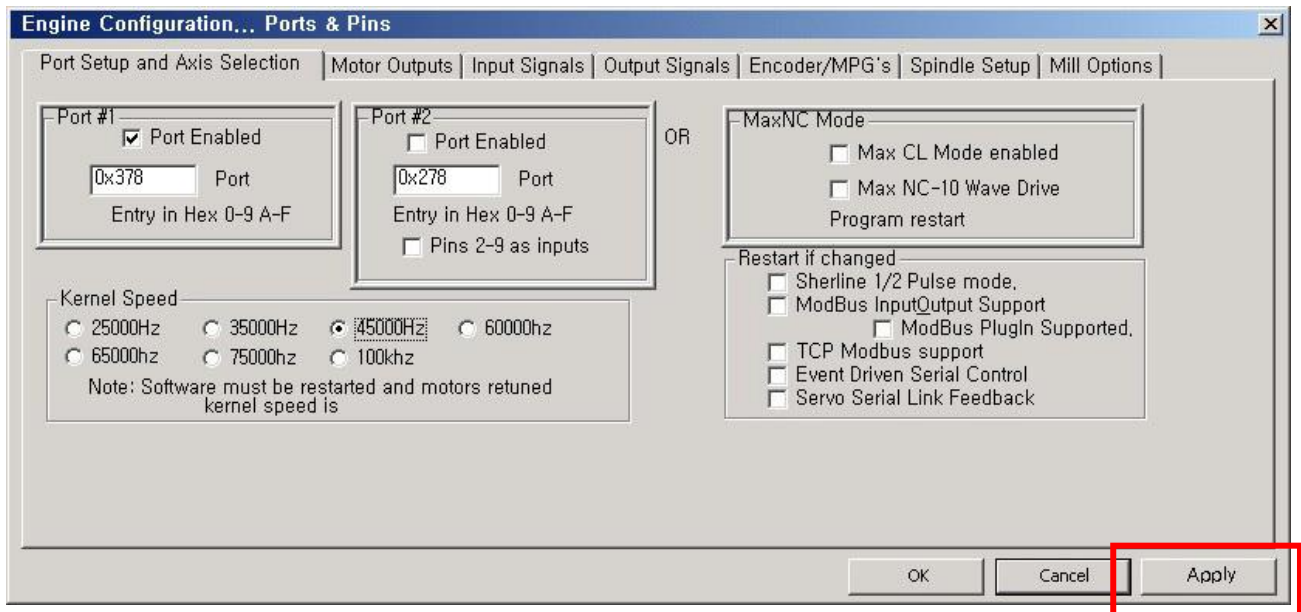 Engine Configuration... Ports & Pins
Port Setup and Axis Selection Motor Outputs Input Signals Output Signals Encoder/MPG's Spindle Setup Mill Options
Port #1
Port Enabled
0x378 Port
Entry in Hex 0-9 A-F
Port #2
Port Enabled
0x278 Port
Entry in Hex 0-9 A-F
Pins 2-9 as inputs
OR
MaxNC Mode
Max CL Mode enabled
Max NC-10 Wave Drive
Program restart
Restart if changed
Sherline 1/2 Pulse mode.
ModBus InputOutput Support
ModBus PlugIn Supported.
TCP Modbus support
Event Driven Serial Control
Servo Serial Link Feedback
Kernel Speed
25000Hz 35000Hz 45000Hz 60000hz
65000hz 75000hz 100khz
Note: Software must be restarted and motors retuned
kernel speed is
OK Cancel Apply